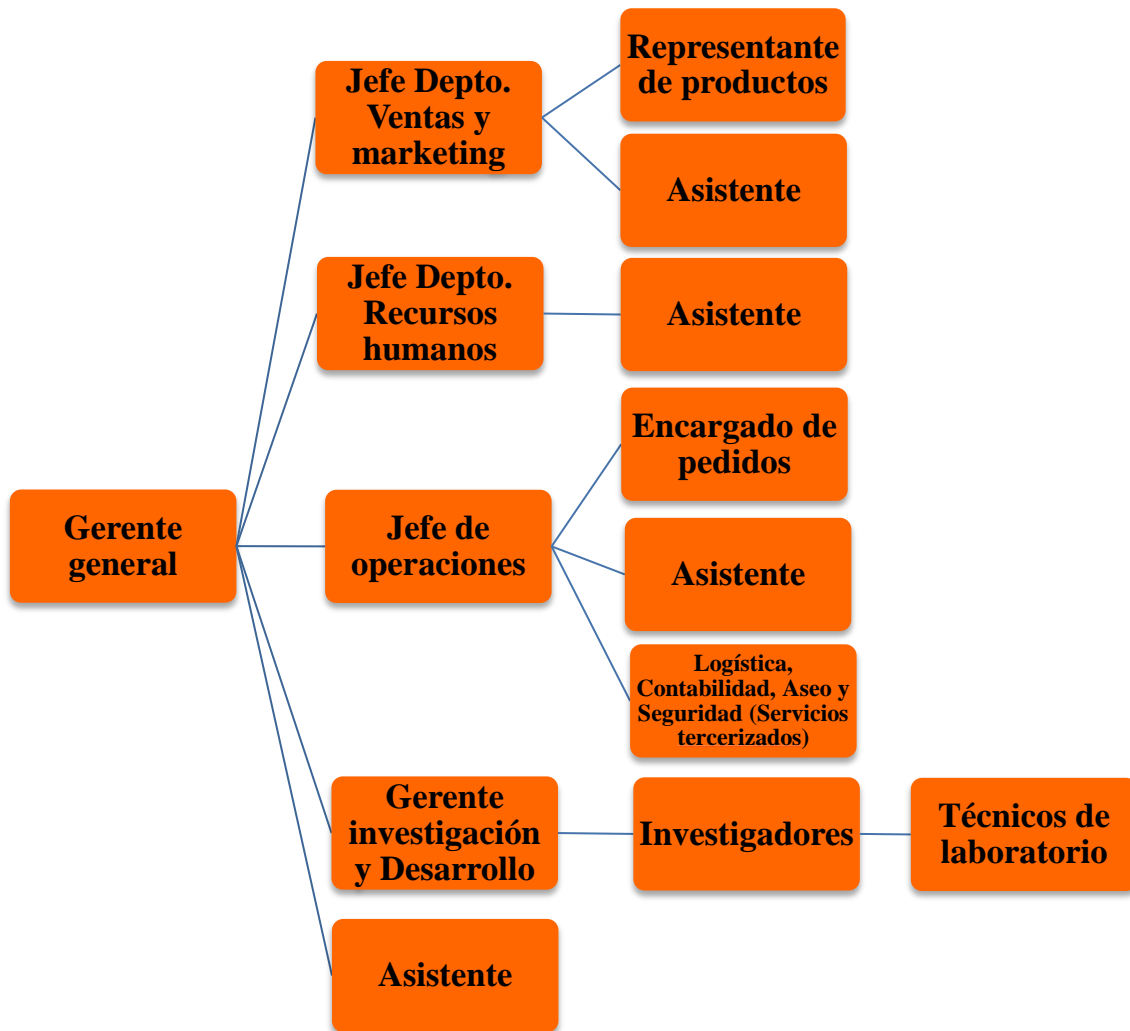 Gerente
general
Jefe Depto.
Ventas y
marketing
Representante
de productos
Asistente
Jefe Depto.
Recursos
humanos
Asistente
Jefe de
operaciones
Encargado de
pedidos
Asistente
Logística,
Contabilidad, Aseo y
Seguridad (Servicios
tercerizados)
Gerente
investigación
y Desarrollo
Investigadores
Técnicos de
laboratorio
Asistente